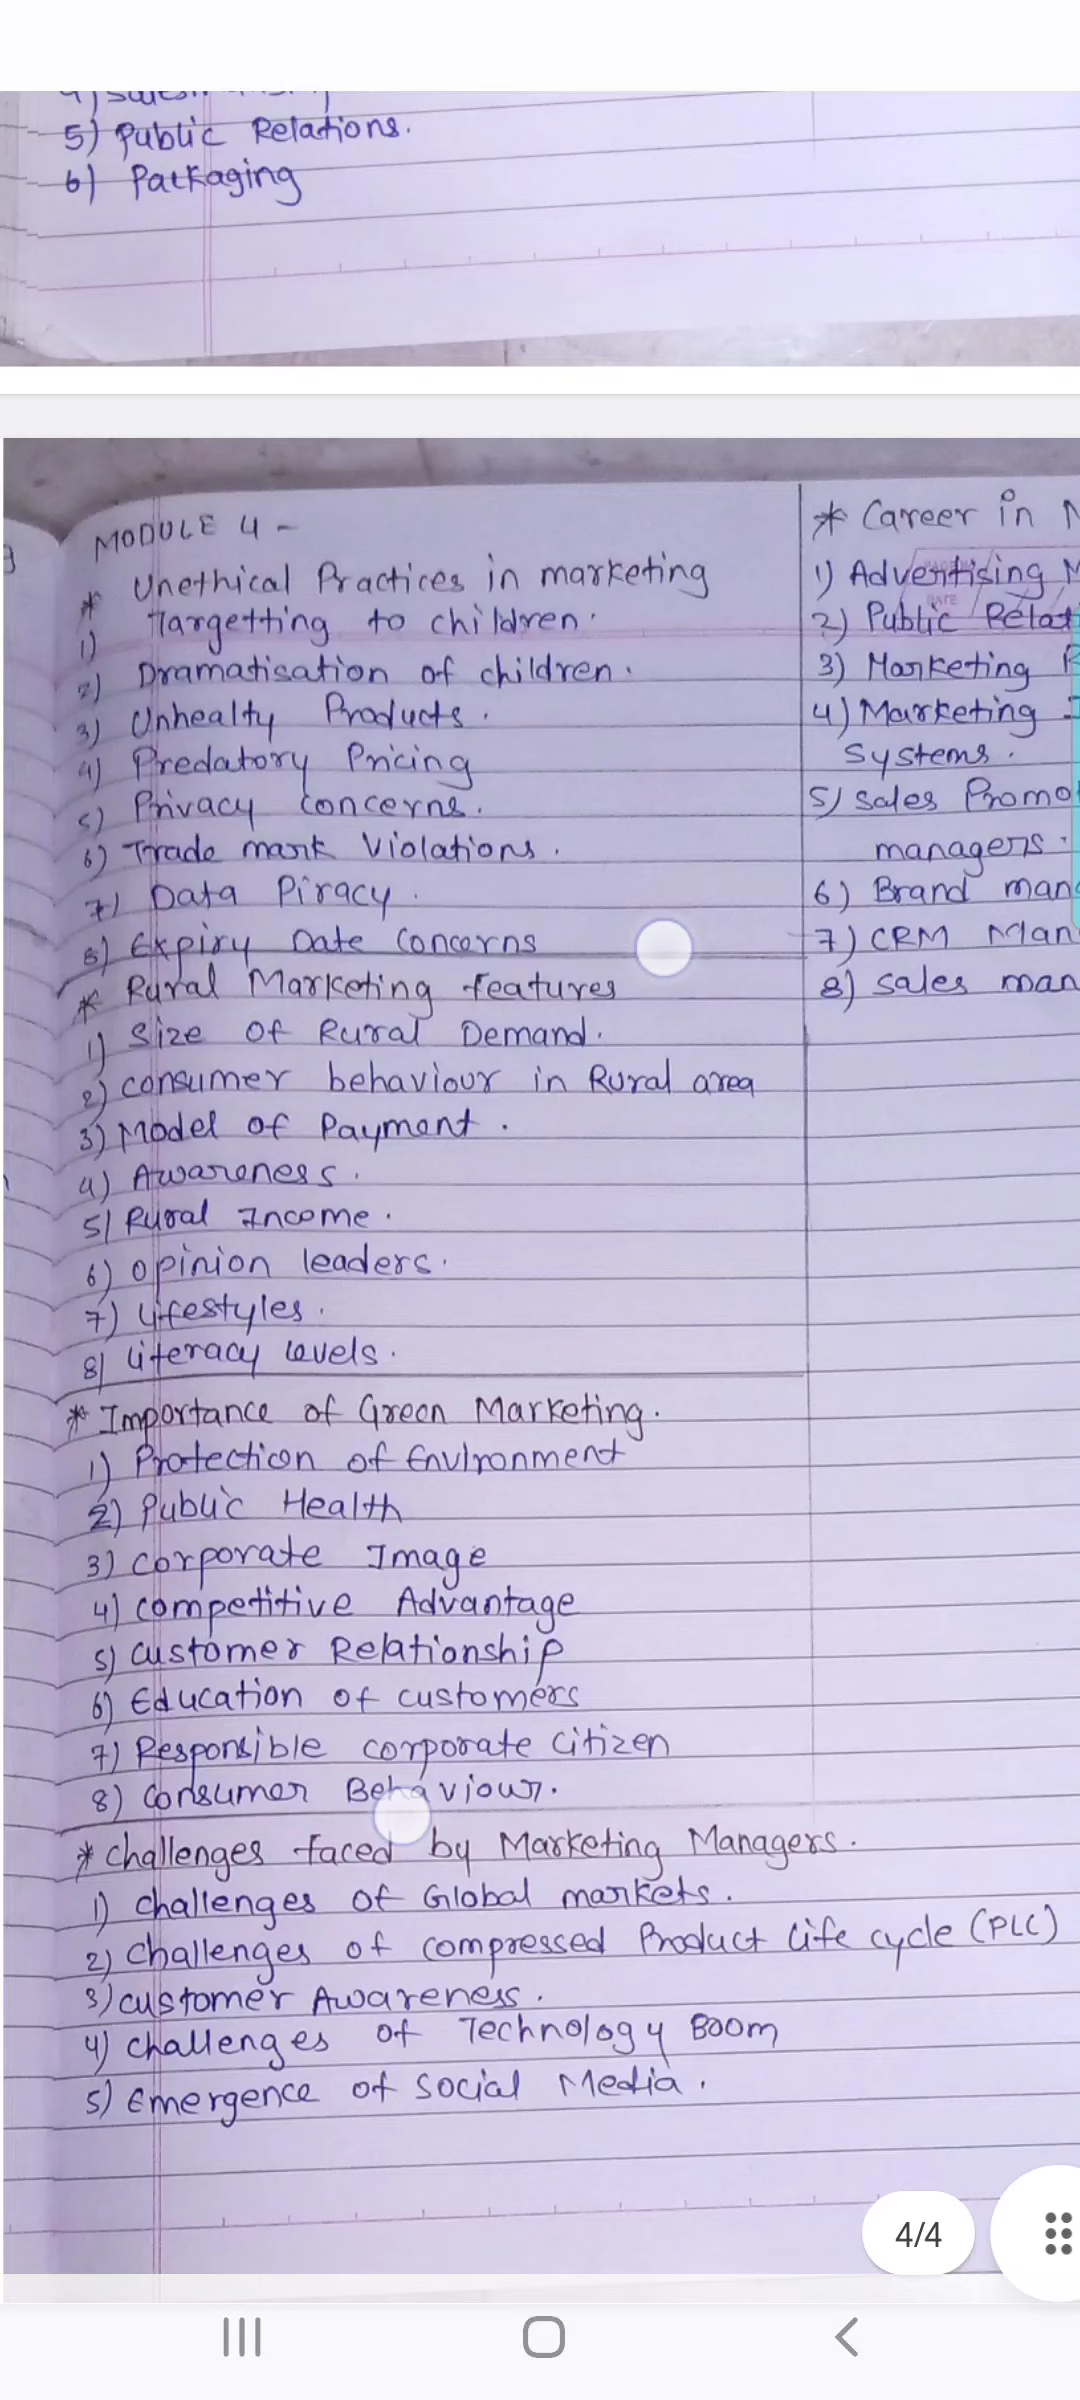 5) Public Relations.
6) Packaging
MODULE 4 -
* Unethical Practices in marketing
1) Targetting to children.
2) Dramatisation of children.
3) Unhealty Products.
4) Predatory Pricing
5) Privacy concerns.
6) Trade mark Violations.
7) Data Piracy.
8) Expiry Date Concerns
* Rural Marketing features
1) Size of Rural Demand.
2) consumer behaviour in Rural area
3) Model of Payment.
4) Awareness.
5) Rural Income.
6) opinion leaders.
7) Lifestyles.
8) Literacy levels.
* Importance of Green Marketing.
1) Protection of Environment
2) Public Health
3) Corporate Image
4) Competitive Advantage
5) Customer Relationship
6) Education of customers
7) Responsible corporate citizen
8) Consumer Behaviour.
* Challenges faced by Marketing Managers.
1) Challenges of Global markets.
2) Challenges of compressed Product Life cycle (PLC)
3) customer Awareness.
4) Challenges of Technology Boom
5) Emergence of Social Media.
* Career in
1) Advertising
2) Public
3) Marketing
4) Marketing
Systems.
5) Sales
managers.
6) Brand
7) CRM
8) Sales
4/4